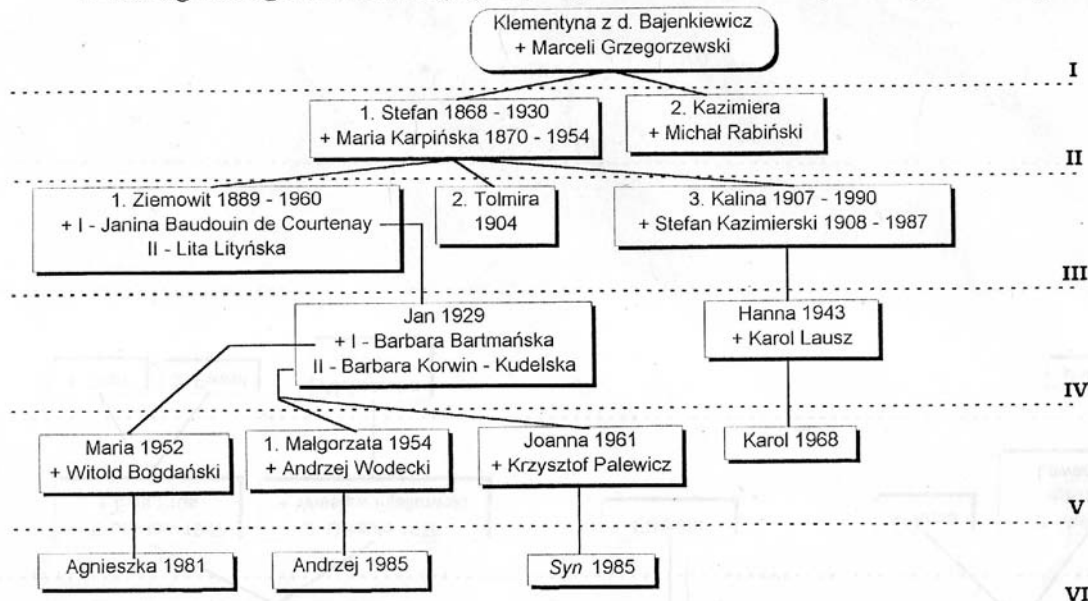 Klementyna z d. Bajenkiewicz
+ Marceli Grzegorzewski
I
1. Stefan 1868 - 1930
+ Maria Karpińska 1870 - 1954
2. Kazimiera
+ Michał Rabiński
II
1. Ziemowit 1889 - 1960
+ I - Janina Baudouin de Courtenay
II - Lita Lityńska
2. Tolmira
1904
3. Kalina 1907 - 1990
+ Stefan Kazimierski 1908 - 1987
III
Jan 1929
+ I - Barbara Bartmańska
II - Barbara Korwin - Kudelska
Hanna 1943
+ Karol Lausz
IV
Maria 1952
+ Witold Bogdański
1. Małgorzata 1954
+ Andrzej Wodecki
Joanna 1961
+ Krzysztof Palewicz
Karol 1968
V
Agnieszka 1981
Andrzej 1985
Syn 1985
VI